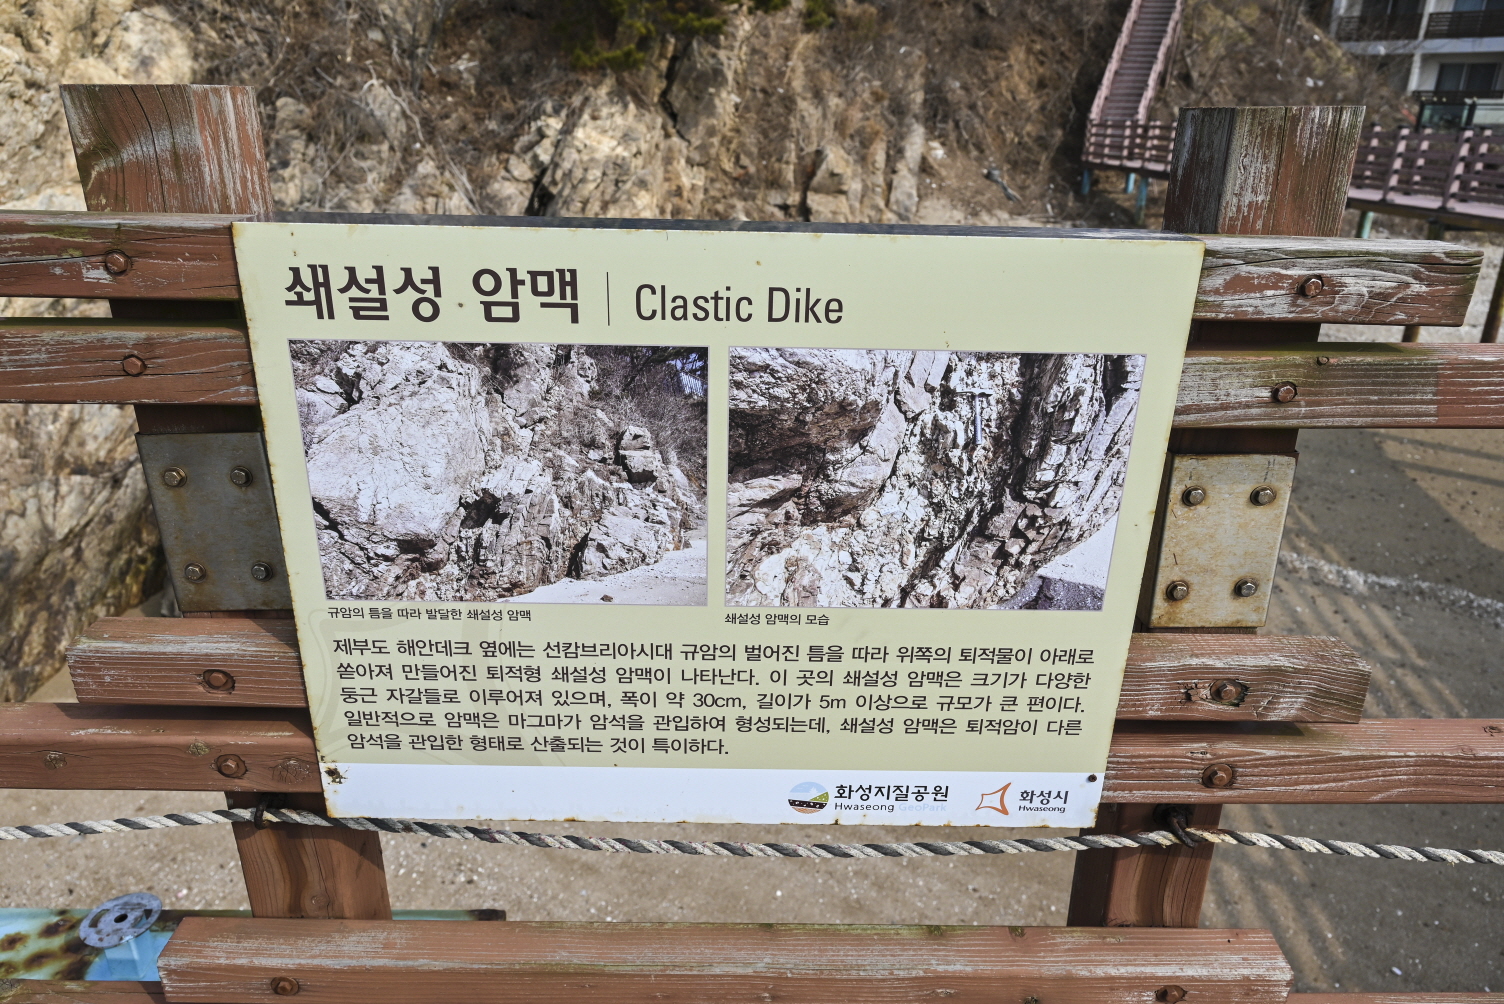 쇄설성 암맥 | Clastic Dike
규암의 틈을 따라 발달한 쇄설성 암맥
쇄설성 암맥의 모습
제부도 해안데크 옆에는 선캄브리아시대 규암의 벌어진 틈을 따라 위쪽의 퇴적물이 아래로
쏟아져 만들어진 퇴적형 쇄설성 암맥이 나타난다. 이 곳의 쇄설성 암맥은 크기가 다양한
둥근 자갈들로 이루어져 있으며, 폭이 약 30cm, 길이가 5m 이상으로 규모가 큰 편이다.
일반적으로 암맥은 마그마가 암석을 관입하여 형성되는데, 쇄설성 암맥은 퇴적암이 다른
암석을 관입한 형태로 산출되는 것이 특이하다.
화성지질공원
Hwaseong GeoPark
화성시
Hwaseong